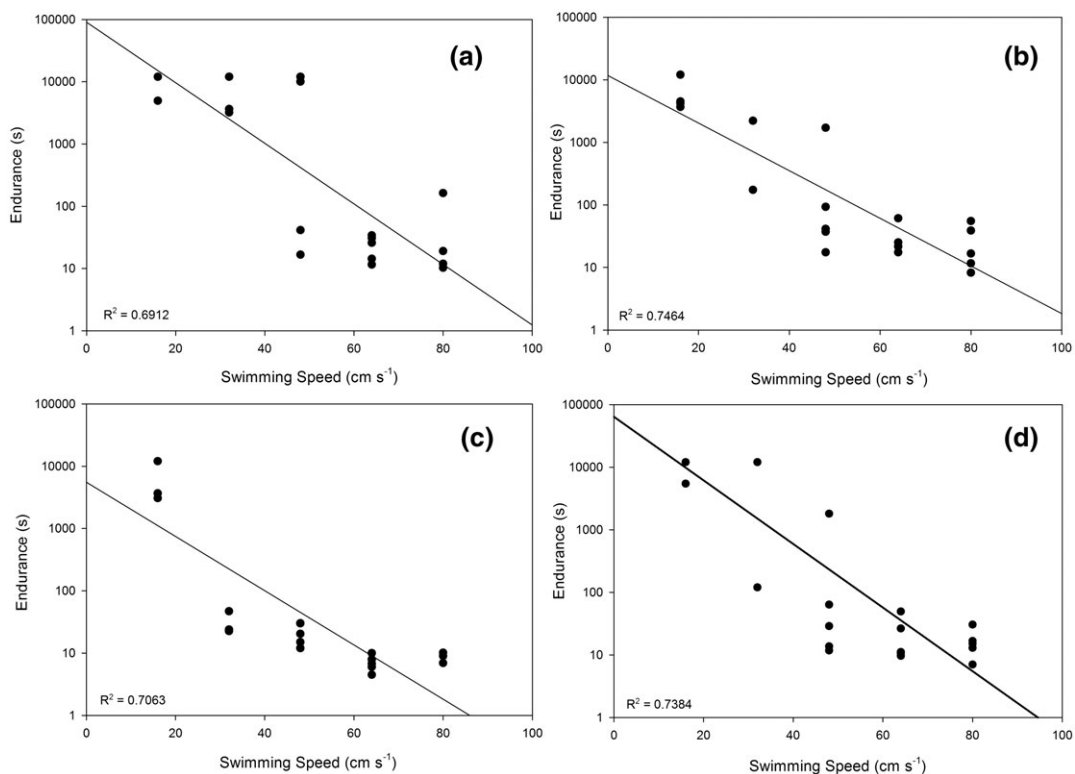 100000
10000
1000
100
10
1
Endurance (s)
(a)
R² = 0.6912
0 20 40 60 80 100
Swimming Speed (cm s⁻¹)
100000
10000
1000
100
10
1
Endurance (s)
(b)
R² = 0.7464
0 20 40 60 80 100
Swimming Speed (cm s⁻¹)
100000
10000
1000
100
10
1
Endurance (s)
(c)
R² = 0.7063
0 20 40 60 80 100
Swimming Speed (cm s⁻¹)
100000
10000
1000
100
10
1
Endurance (s)
(d)
R² = 0.7384
0 20 40 60 80 100
Swimming Speed (cm s⁻¹)